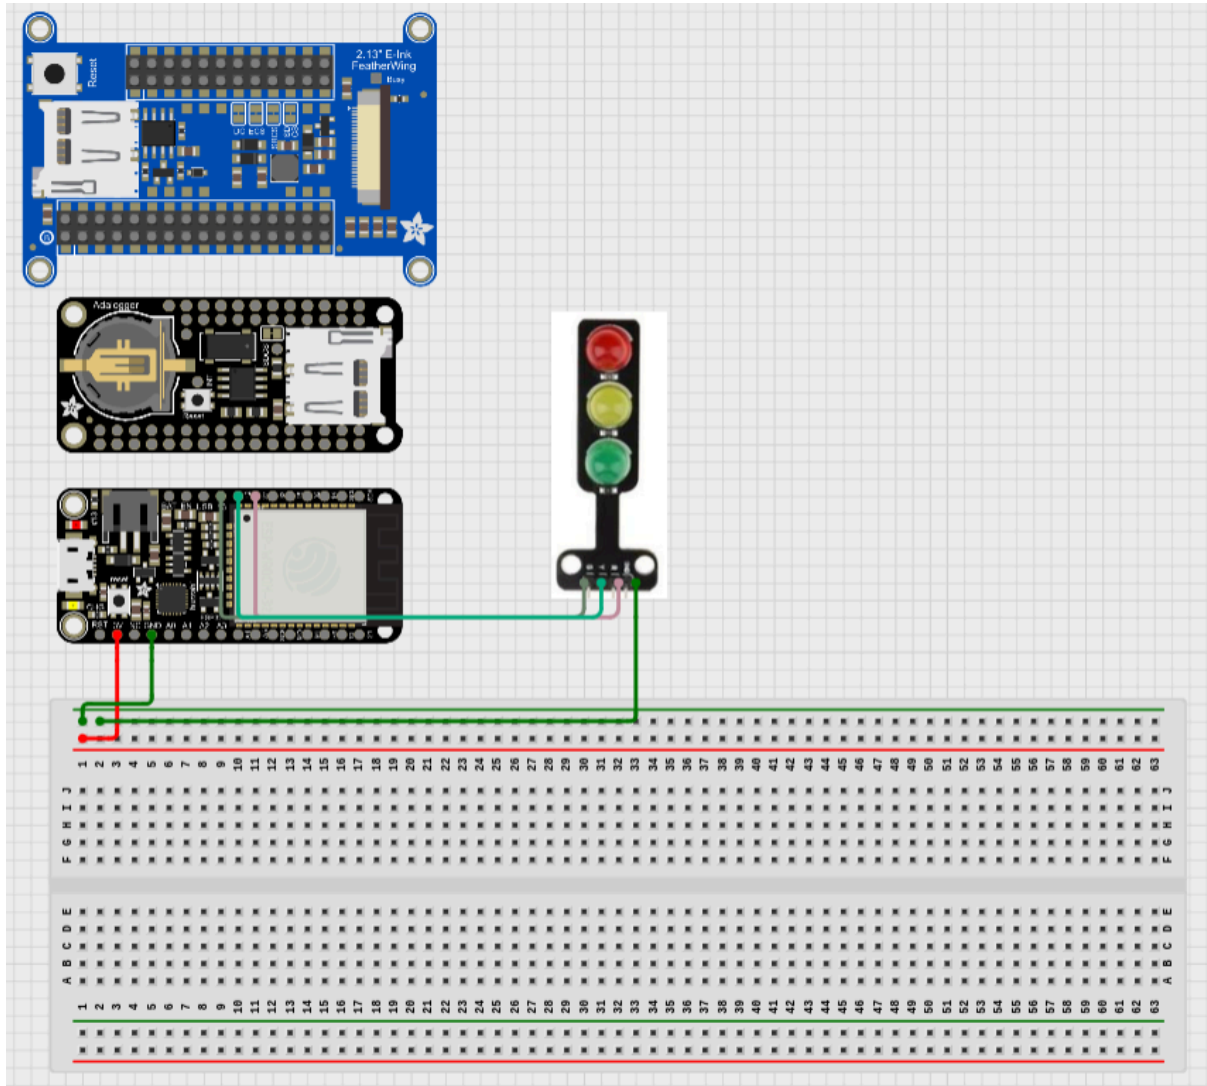 2.13" E-Ink
FeatherWing
Busy
Reset
Adalogger
Reset
BAT EN USB
RST 3V NC GND A0 A1 A2 A3
1 2 3 4 5 6 7 8 9 10 11 12 13 14 15 16 17 18 19 20 21 22 23 24 25 26 27 28 29 30 31 32 33 34 35 36 37 38 39 40 41 42 43 44 45 46 47 48 49 50 51 52 53 54 55 56 57 58 59 60 61 62 63
J J
I I
H H
G G
F F
E E
D D
C C
B B
A A
1 2 3 4 5 6 7 8 9 10 11 12 13 14 15 16 17 18 19 20 21 22 23 24 25 26 27 28 29 30 31 32 33 34 35 36 37 38 39 40 41 42 43 44 45 46 47 48 49 50 51 52 53 54 55 56 57 58 59 60 61 62 63